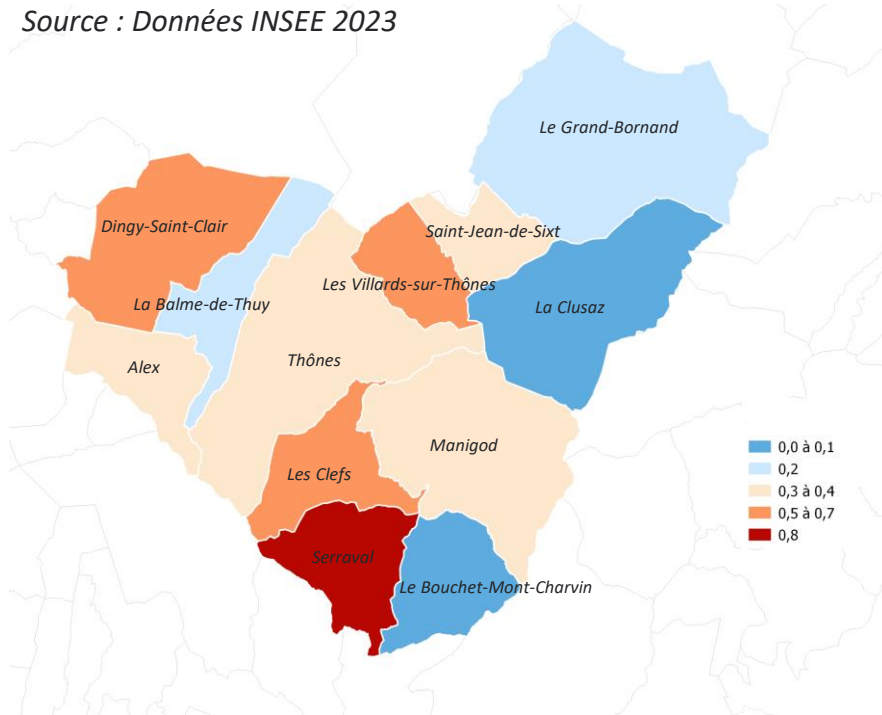 Source : Données INSEE 2023
Le Grand-Bornand
Dingy-Saint-Clair
Saint-Jean-de-Sixt
Les Villards-sur-Thônes
La Balme-de-Thuy
La Clusaz
Alex
Thônes
Manigod
Les Clefs
Serraval
Le Bouchet-Mont-Charvin
0,0 à 0,1
0,2
0,3 à 0,4
0,5 à 0,7
0,8